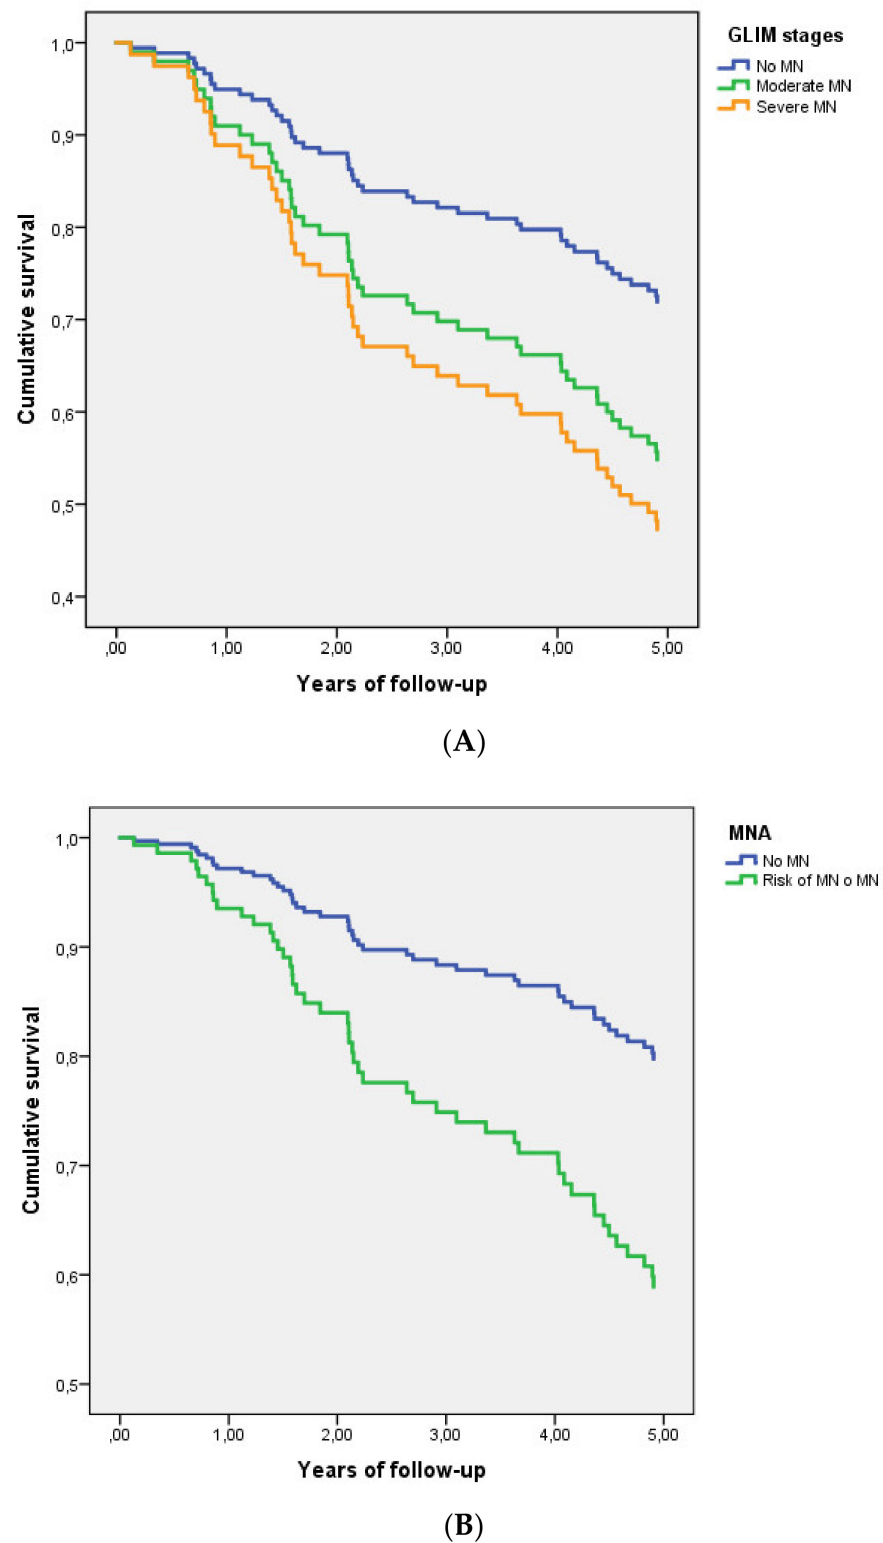 GLIM stages
No MN
Moderate MN
Severe MN
Cumulative survival
1,0
0,9
0,8
0,7
0,6
0,5
0,4
,00 1,00 2,00 3,00 4,00 5,00
Years of follow-up
(A)
MNA
No MN
Risk of MN o MN
Cumulative survival
1,0
0,9
0,8
0,7
0,6
0,5
,00 1,00 2,00 3,00 4,00 5,00
Years of follow-up
(B)